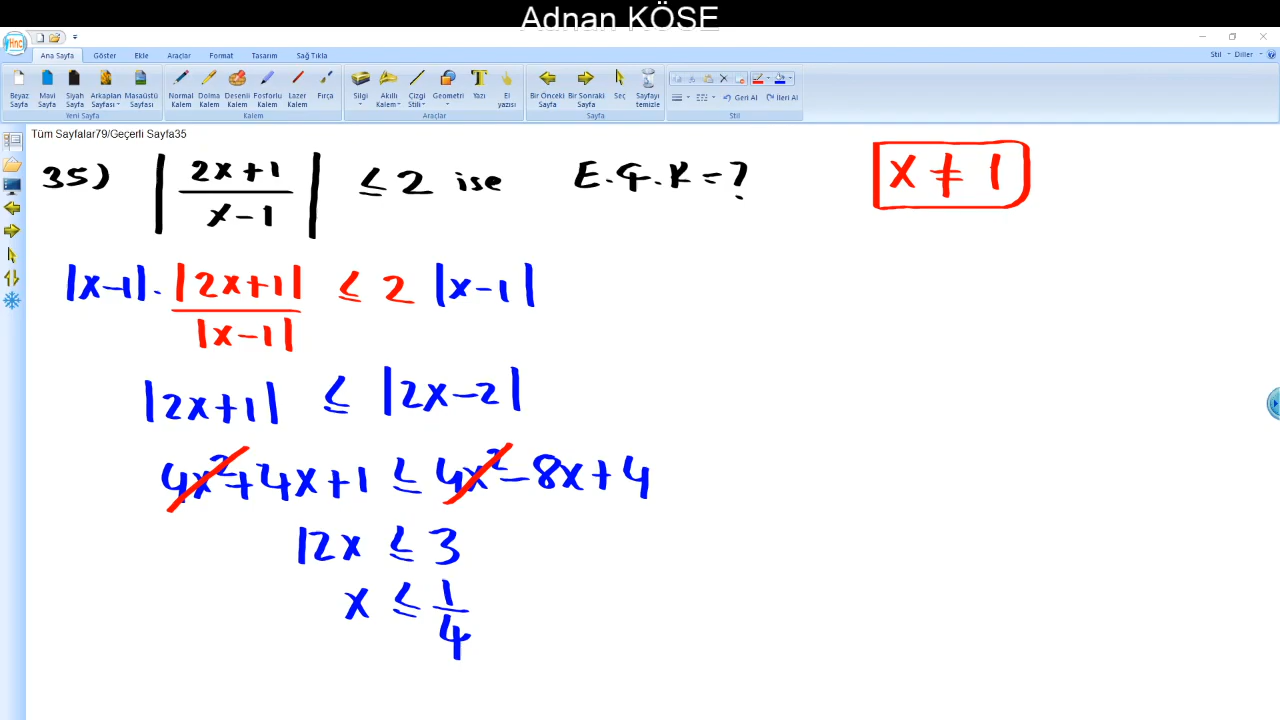 Adnan KÖSE
Ana Sayfa Göster Ekle Araçlar Format Tasarım Sağ Tıkla Stil Diller
Beyaz Sayfa Mavi Sayfa Siyah Sayfa Arkaplan Sayfası Masaüstü Sayfası Normal Kalem Dolma Kalem Desenli Kalem Fosforlu Kalem Lazer Kalem Fırça Silgi Akıllı Kalem Çizgi Stili Geometri Yazı El yazısı Bir Önceki Sayfa Bir Sonraki Sayfa Seç Sayfayı temizle Geri Al İleri Al
Yeni Sayfa Kalem Araçlar Sayfa Stil
Tüm Sayfalar79/Geçerli Sayfa35
35) |(2x+1)/(x-1)| ≤ 2 ise E.Ç.K=? x ≠ 1
|x-1|·|2x+1|/|x-1| ≤ 2|x-1|
|2x+1| ≤ |2x-2|
4x²+4x+1 ≤ 4x²-8x+4
12x ≤ 3
x ≤ 1/4